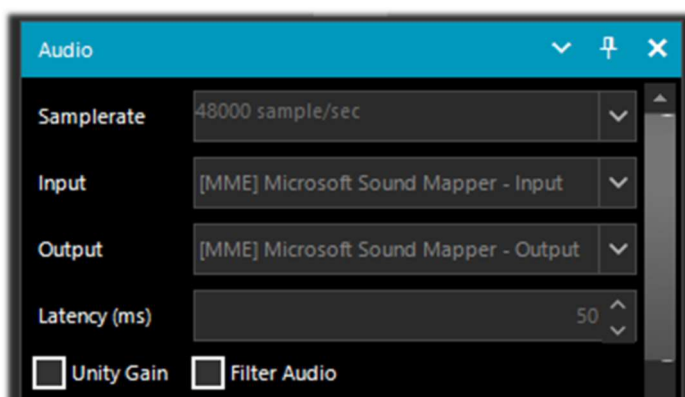 Audio
Samplerate 48000 sample/sec
Input [MME] Microsoft Sound Mapper - Input
Output [MME] Microsoft Sound Mapper - Output
Latency (ms) 50
Unity Gain Filter Audio